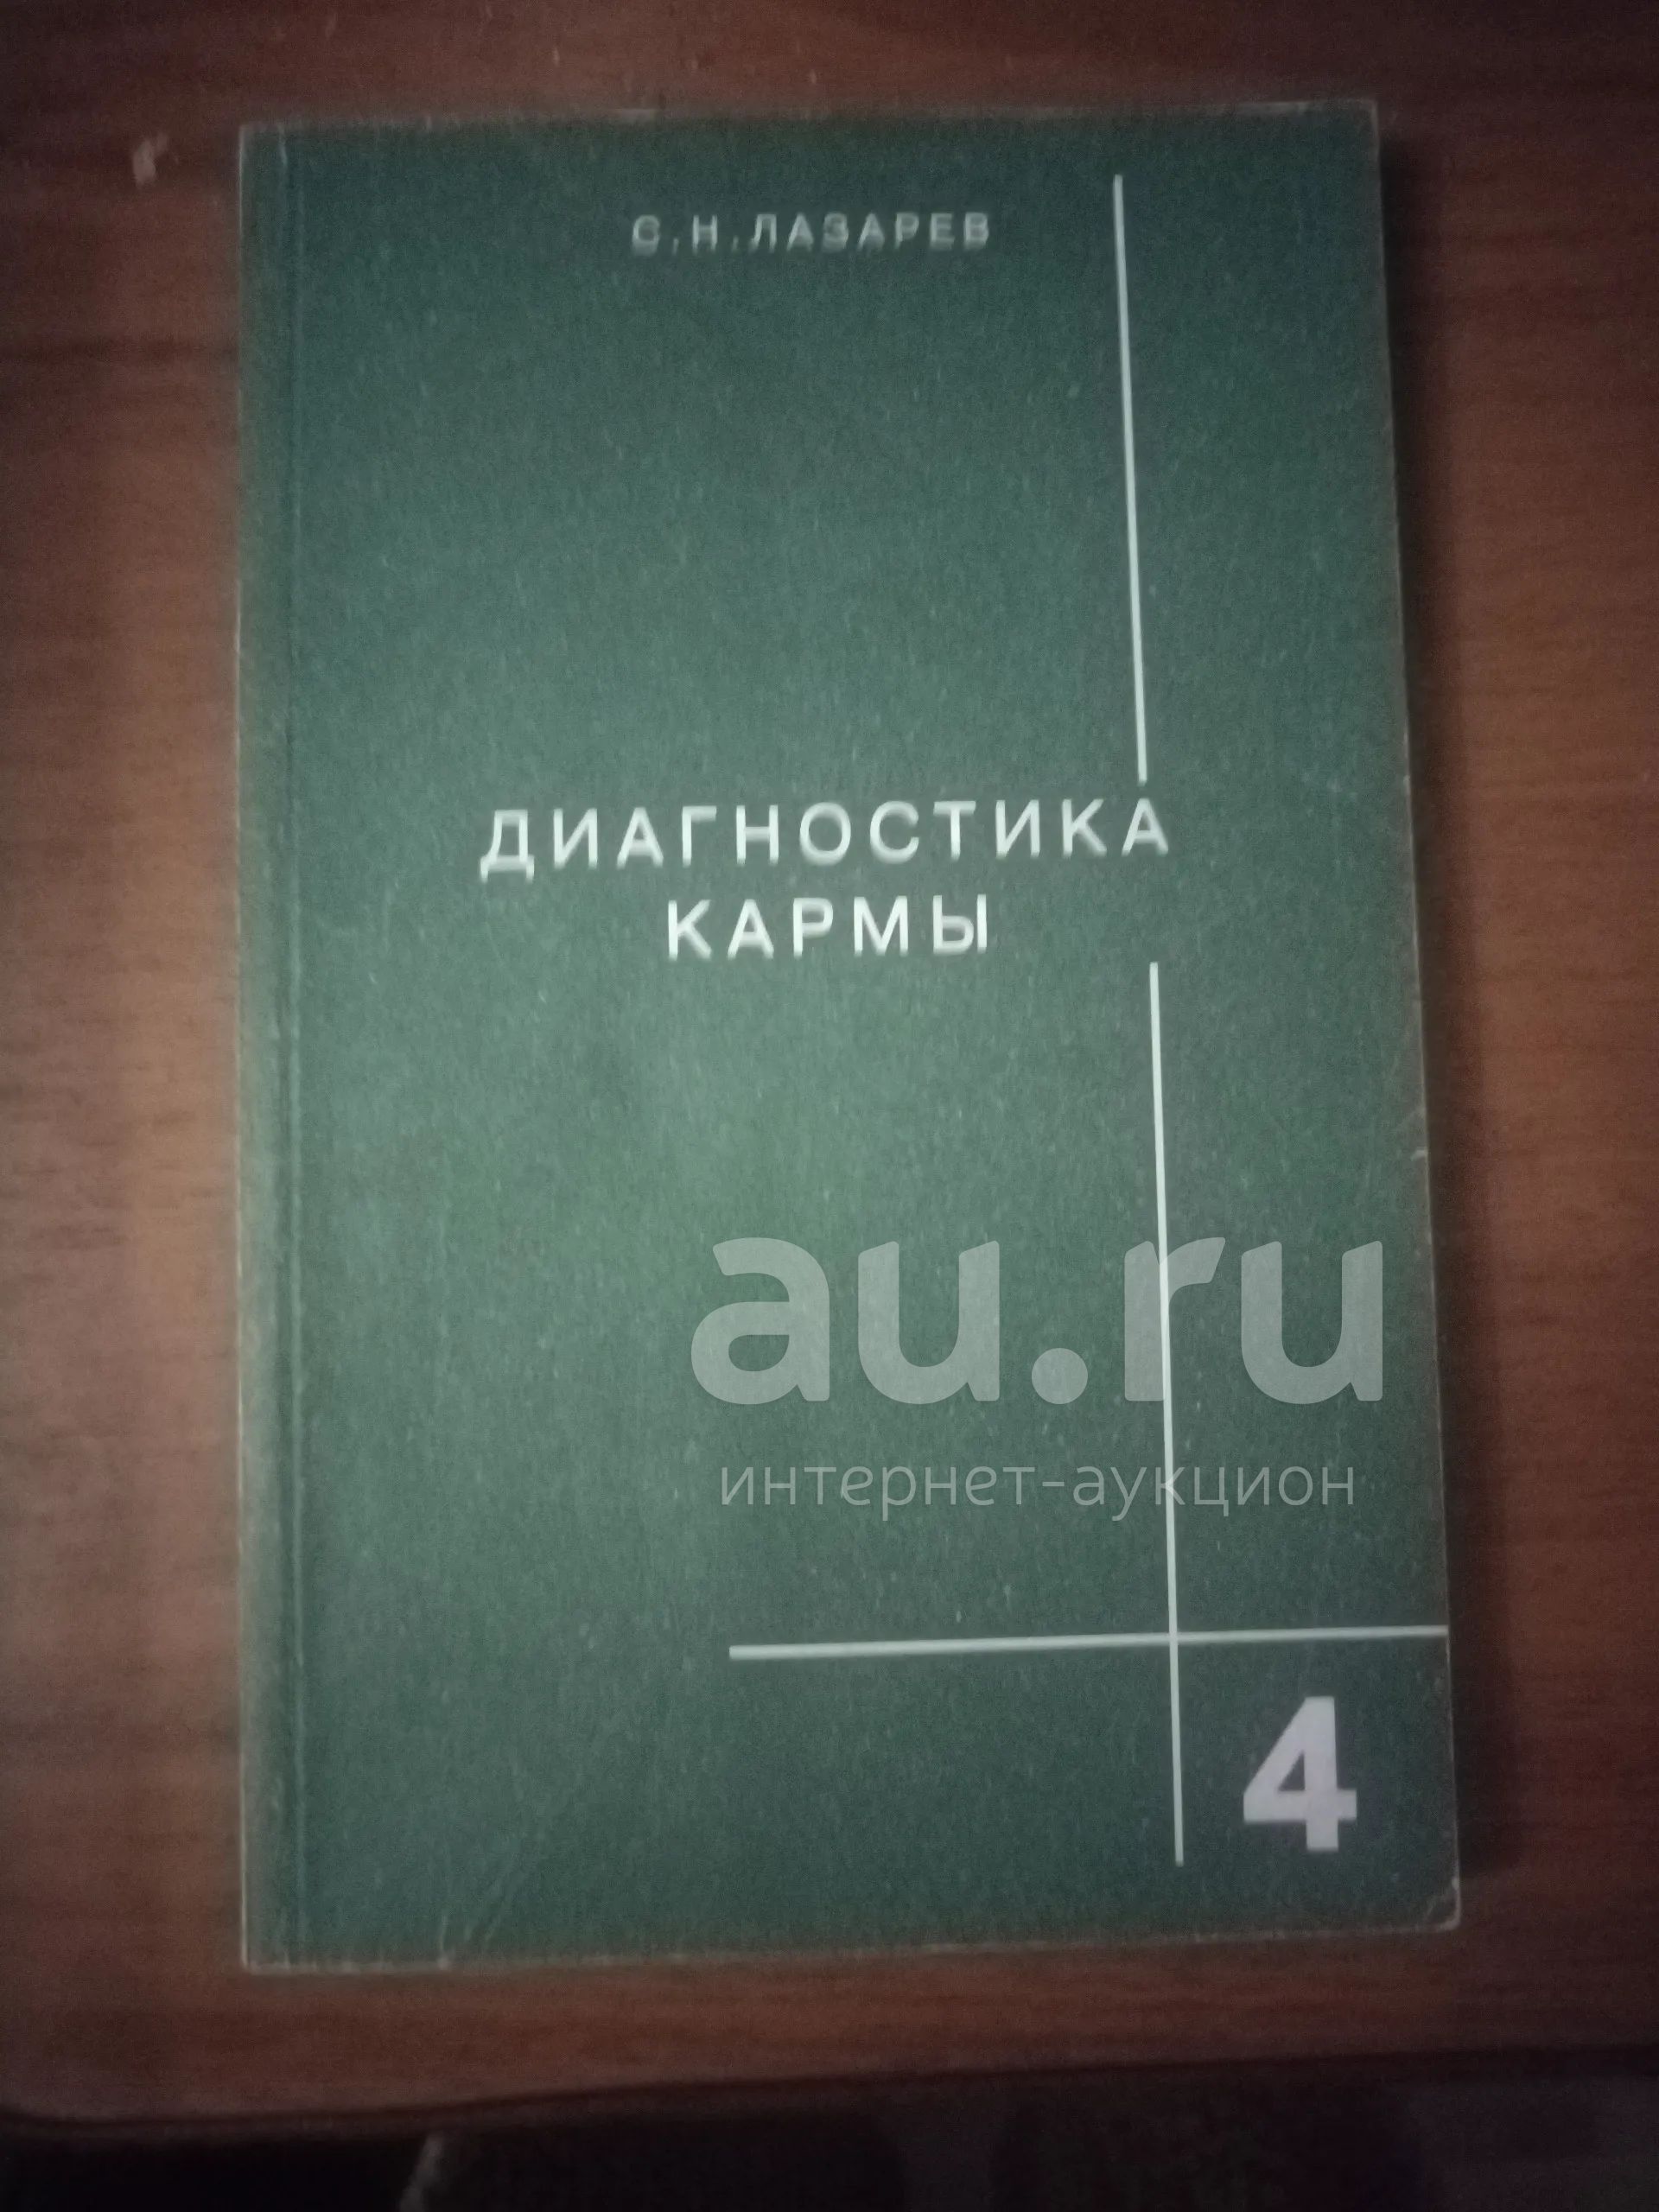 С.Н.ЛАЗАРЕВ
ДИАГНОСТИКА
КАРМЫ
au.ru
интернет-аукцион
4